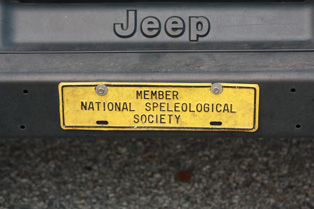 Jeep
MEMBER
NATIONAL SPELEOLOGICAL
SOCIETY